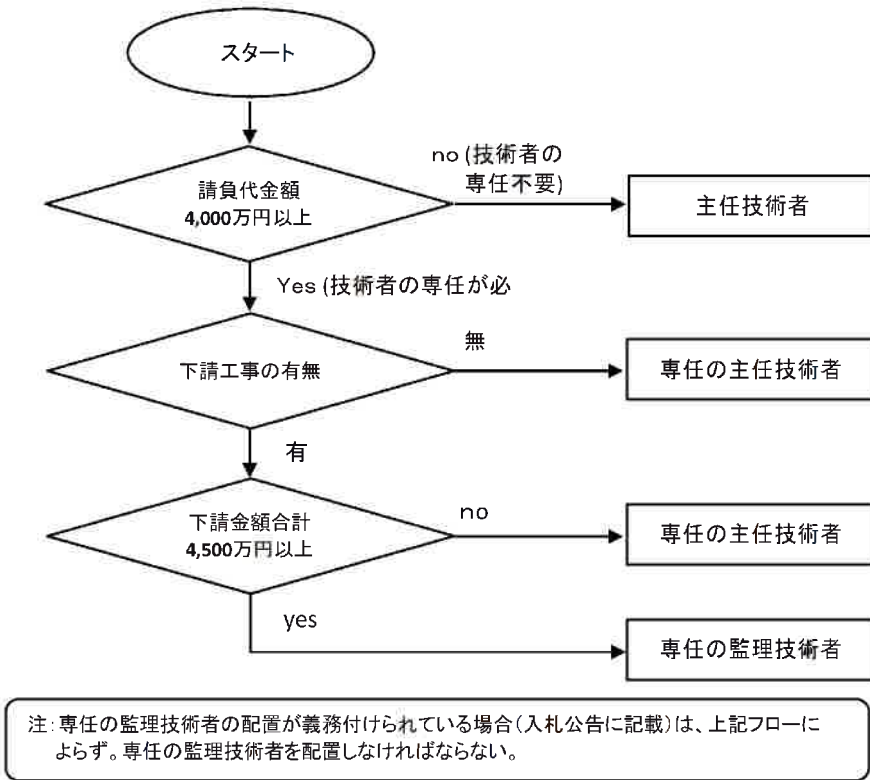 スタート
no (技術者の
専任不要)
請負代金額
4,000万円以上
主任技術者
Yes (技術者の専任が必
無
下請工事の有無
専任の主任技術者
有
下請金額合計
4,500万円以上
no
専任の主任技術者
yes
専任の監理技術者
注:専任の監理技術者の配置が義務付けられている場合(入札公告に記載)は、上記フローに
よらず。専任の監理技術者を配置しなければならない。